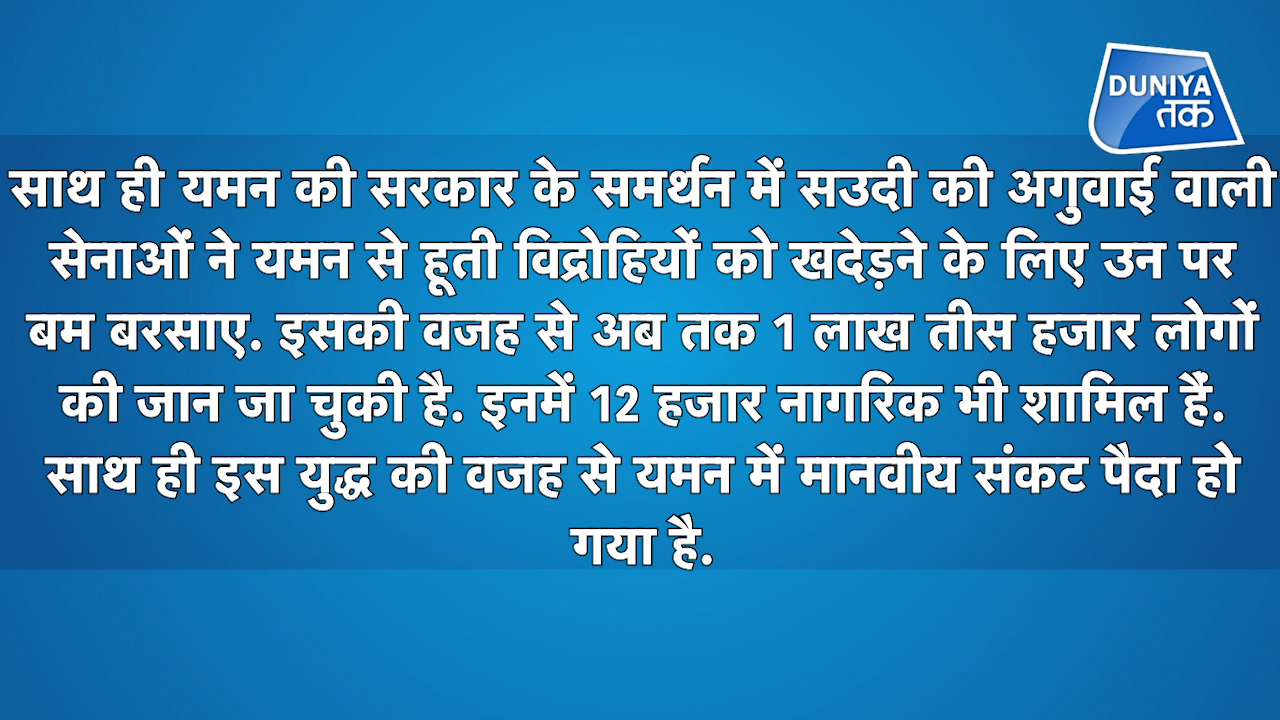 DUNIYA
तक
साथ ही यमन की सरकार के समर्थन में सउदी की अगुवाई वाली
सेनाओं ने यमन से हूती विद्रोहियों को खदेड़ने के लिए उन पर
बम बरसाए. इसकी वजह से अब तक 1 लाख तीस हजार लोगों
की जान जा चुकी है. इनमें 12 हजार नागरिक भी शामिल हैं.
साथ ही इस युद्ध की वजह से यमन में मानवीय संकट पैदा हो
गया है.